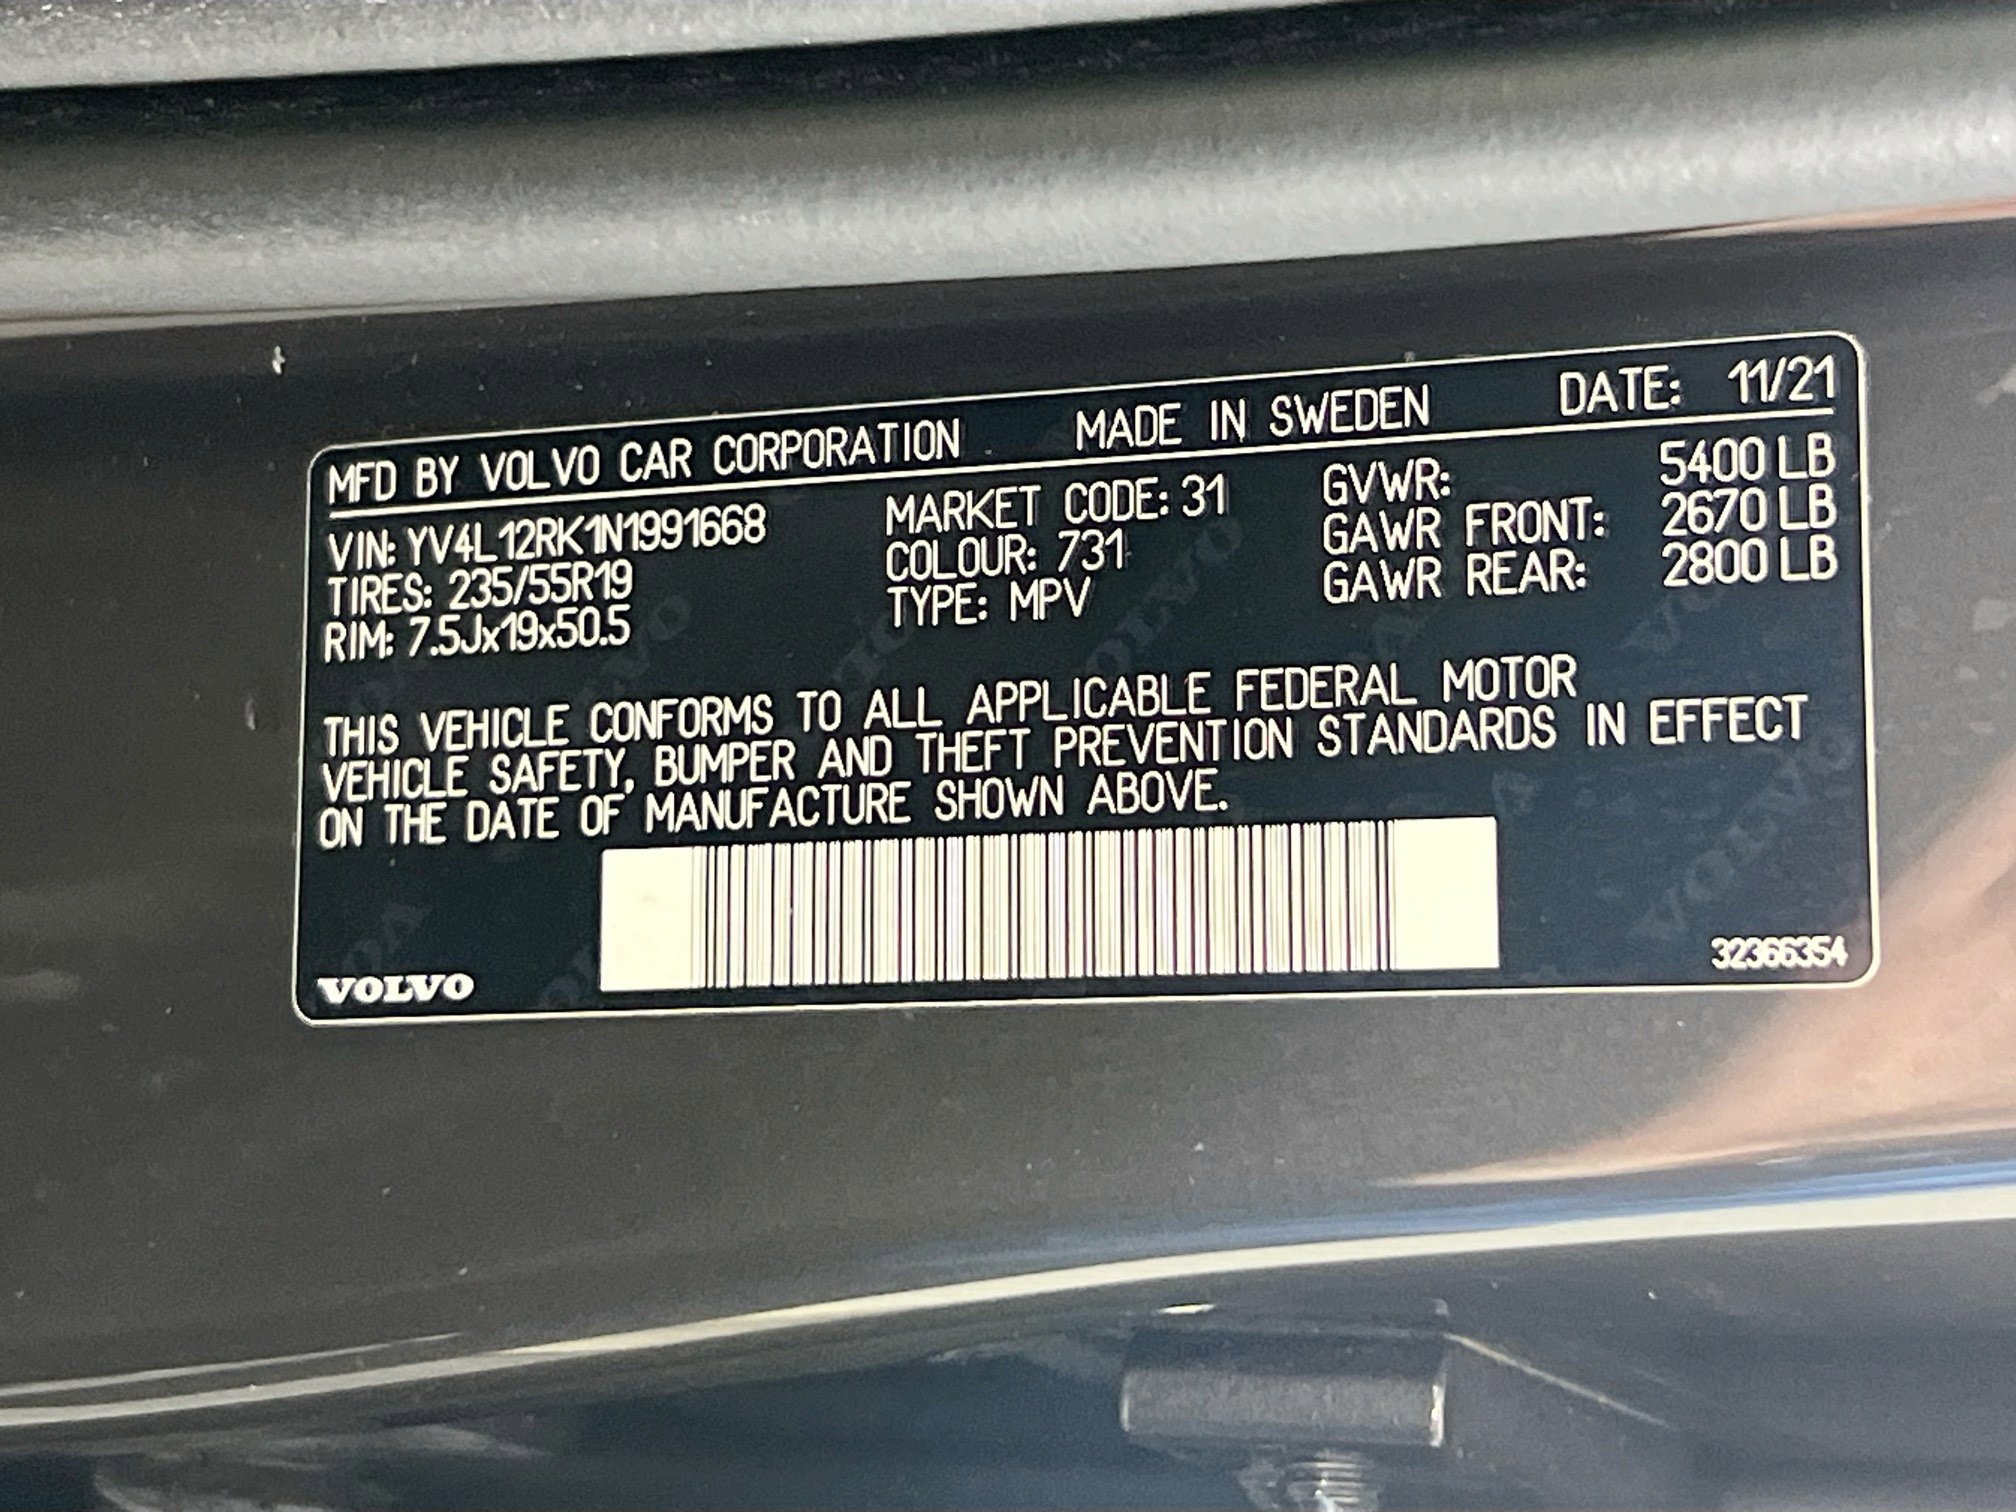 MFD BY VOLVO CAR CORPORATION MADE IN SWEDEN DATE: 11/21
VIN: YV4L12RK1N1991668 MARKET CODE: 31 GVWR: 5400 LB
TIRES: 235/55R19 COLOUR: 731 GAWR FRONT: 2670 LB
RIM: 7.5Jx19x50.5 TYPE: MPV GAWR REAR: 2800 LB
THIS VEHICLE CONFORMS TO ALL APPLICABLE FEDERAL MOTOR
VEHICLE SAFETY, BUMPER AND THEFT PREVENTION STANDARDS IN EFFECT
ON THE DATE OF MANUFACTURE SHOWN ABOVE.
VOLVO 32366354